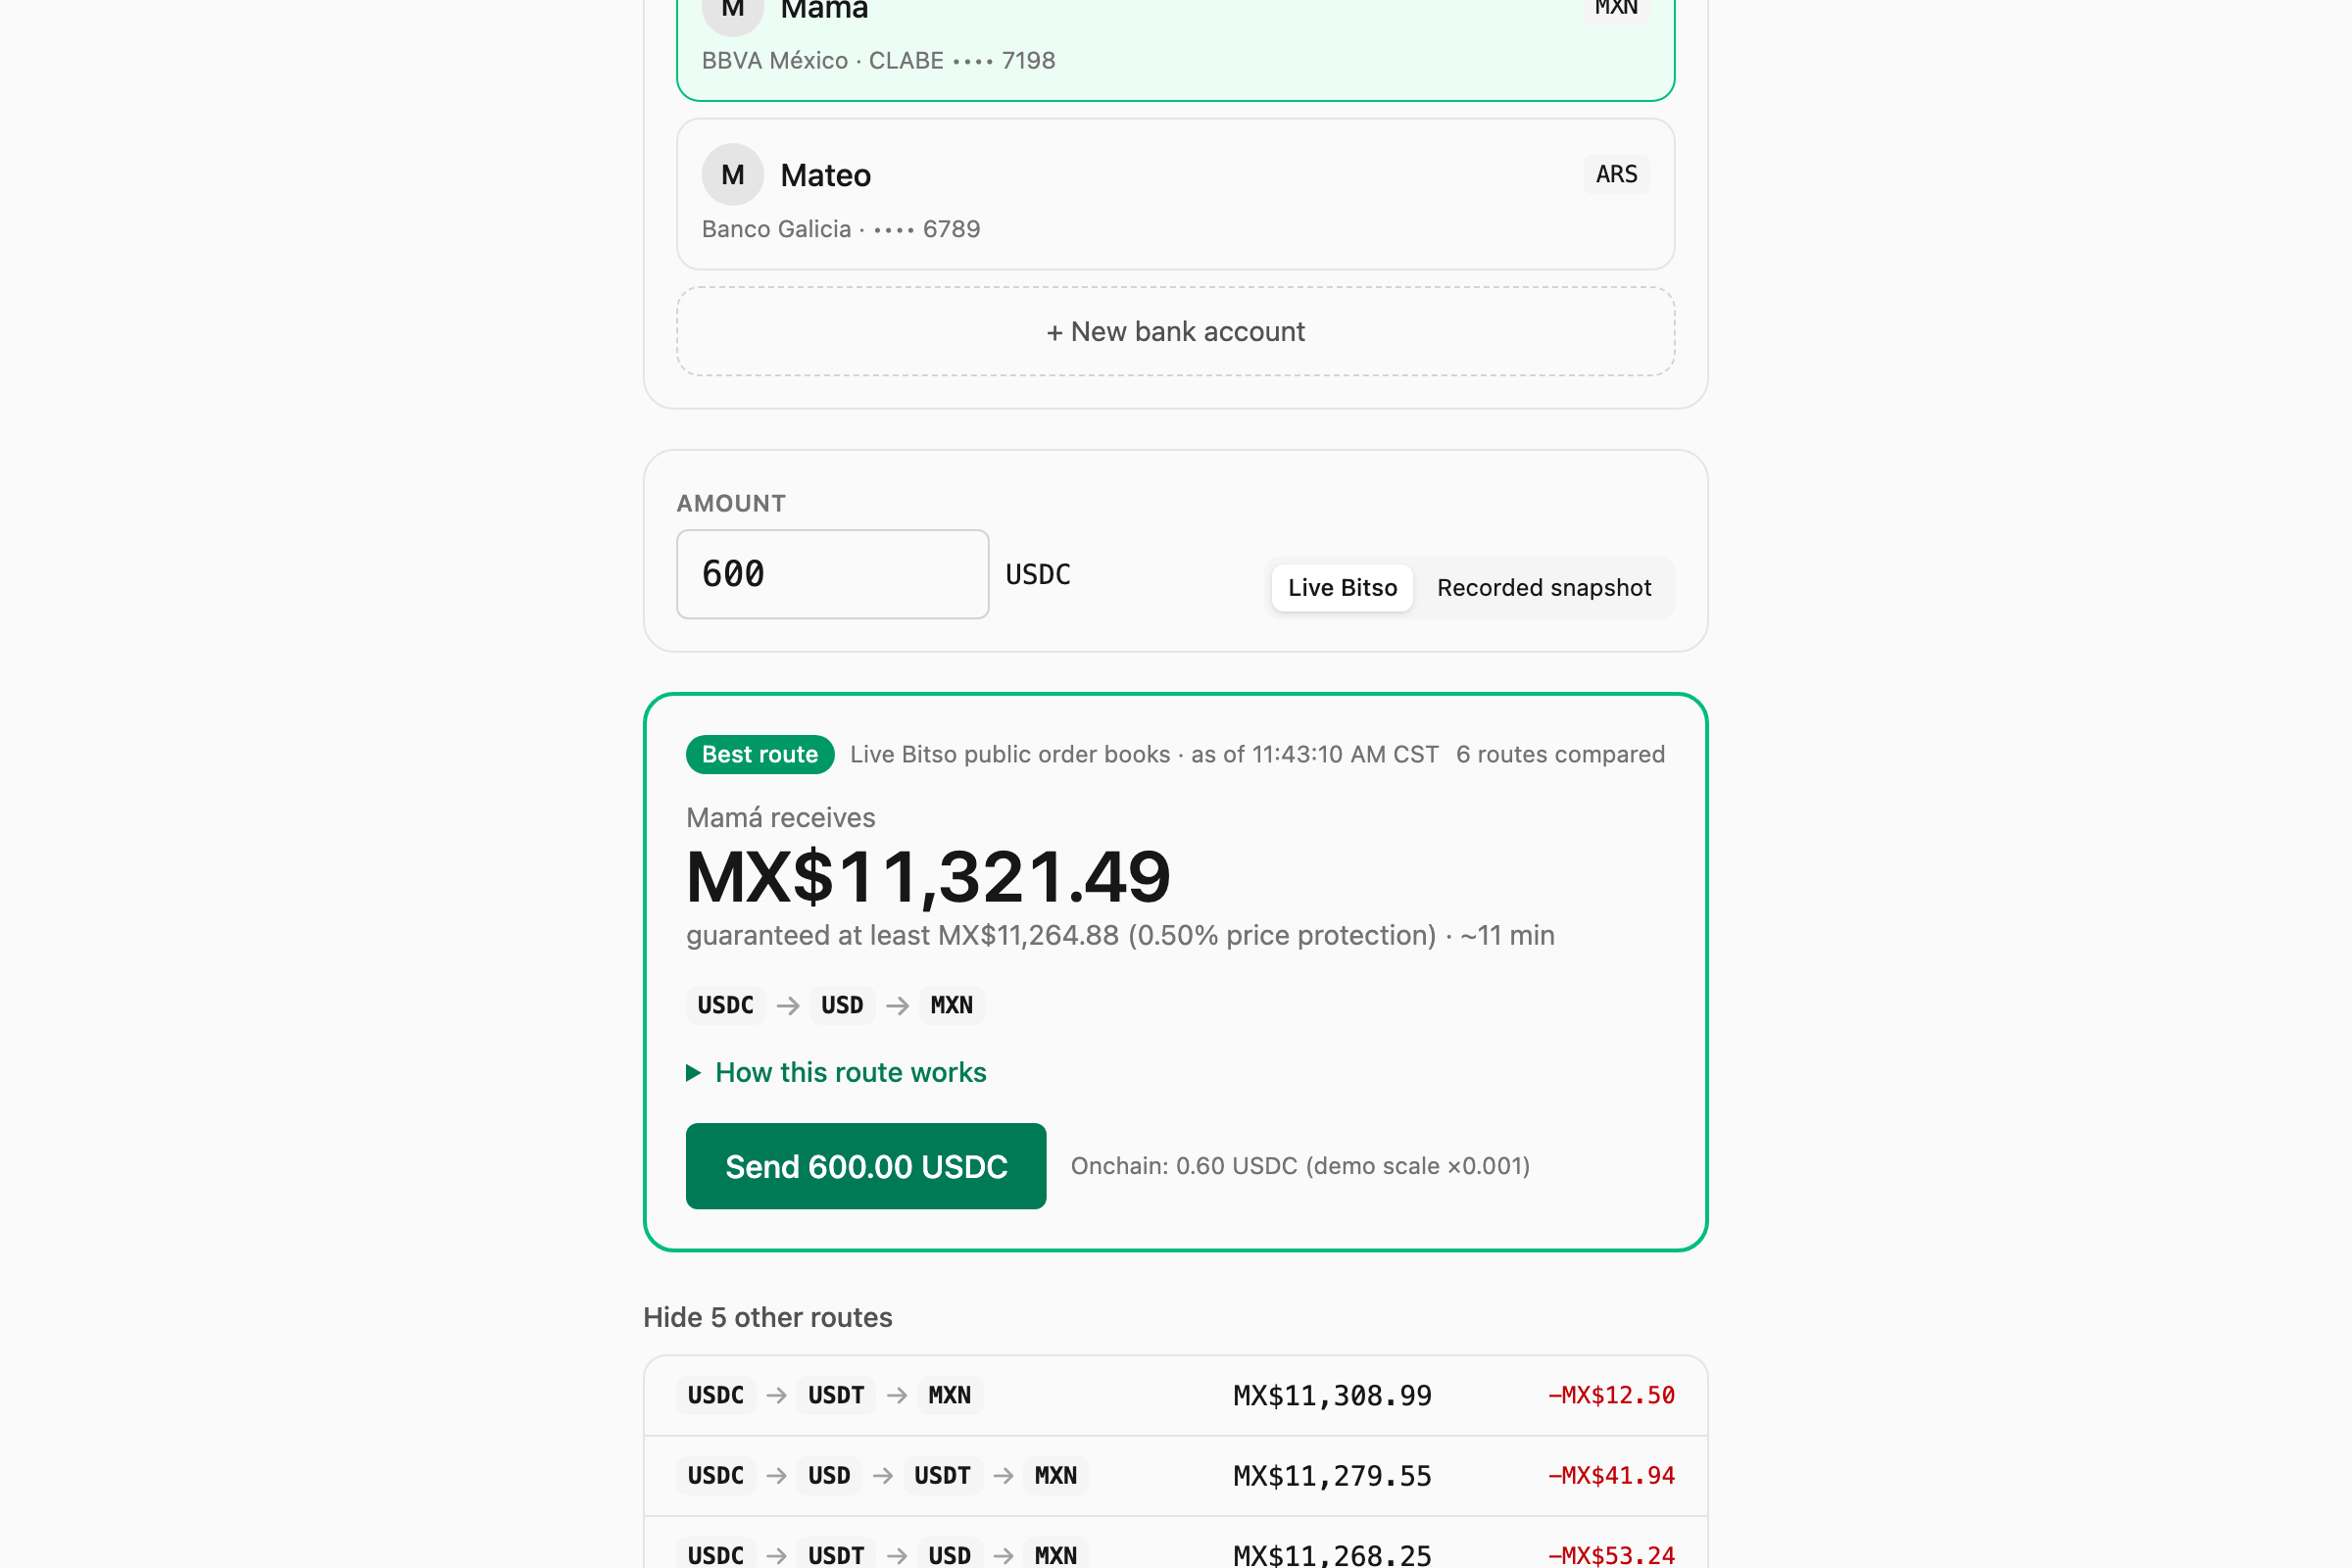 M Mamá MXN
BBVA México · CLABE •••• 7198
M Mateo ARS
Banco Galicia · •••• 6789
+ New bank account
AMOUNT
600 USDC Live Bitso Recorded snapshot
Best route Live Bitso public order books · as of 11:43:10 AM CST 6 routes compared
Mamá receives
MX$11,321.49
guaranteed at least MX$11,264.88 (0.50% price protection) · ~11 min
USDC → USD → MXN
▶ How this route works
Send 600.00 USDC Onchain: 0.60 USDC (demo scale ×0.001)
Hide 5 other routes
USDC → USDT → MXN MX$11,308.99 −MX$12.50
USDC → USD → USDT → MXN MX$11,279.55 −MX$41.94
USDC → USDT → USD → MXN MX$11,268.25 −MX$53.24